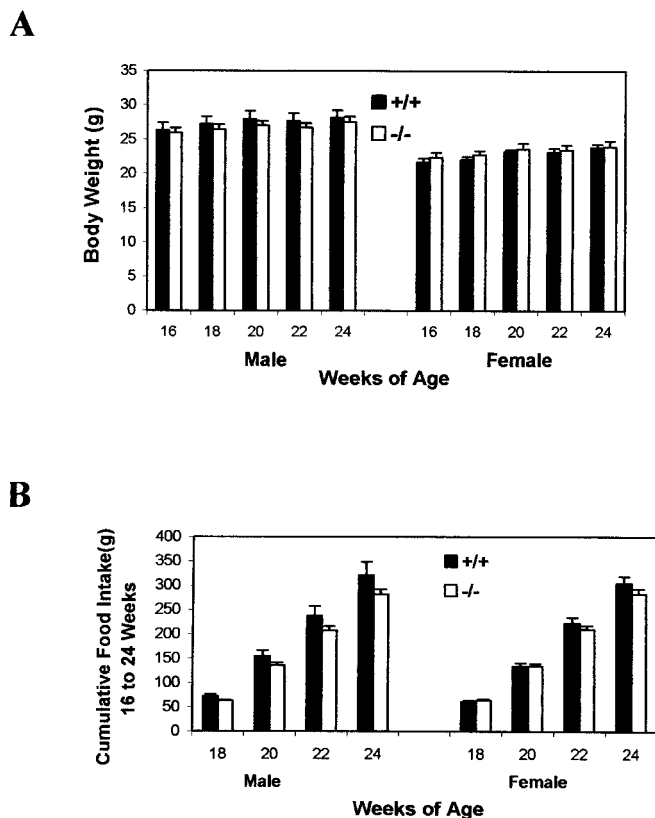 A
Body Weight (g)
35
30
25
20
15
10
5
0
+/+
-/-
16 18 20 22 24 16 18 20 22 24
Male Female
Weeks of Age
B
Cumulative Food Intake(g)
16 to 24 Weeks
400
350
300
250
200
150
100
50
0
+/+
-/-
18 20 22 24 18 20 22 24
Male Female
Weeks of Age